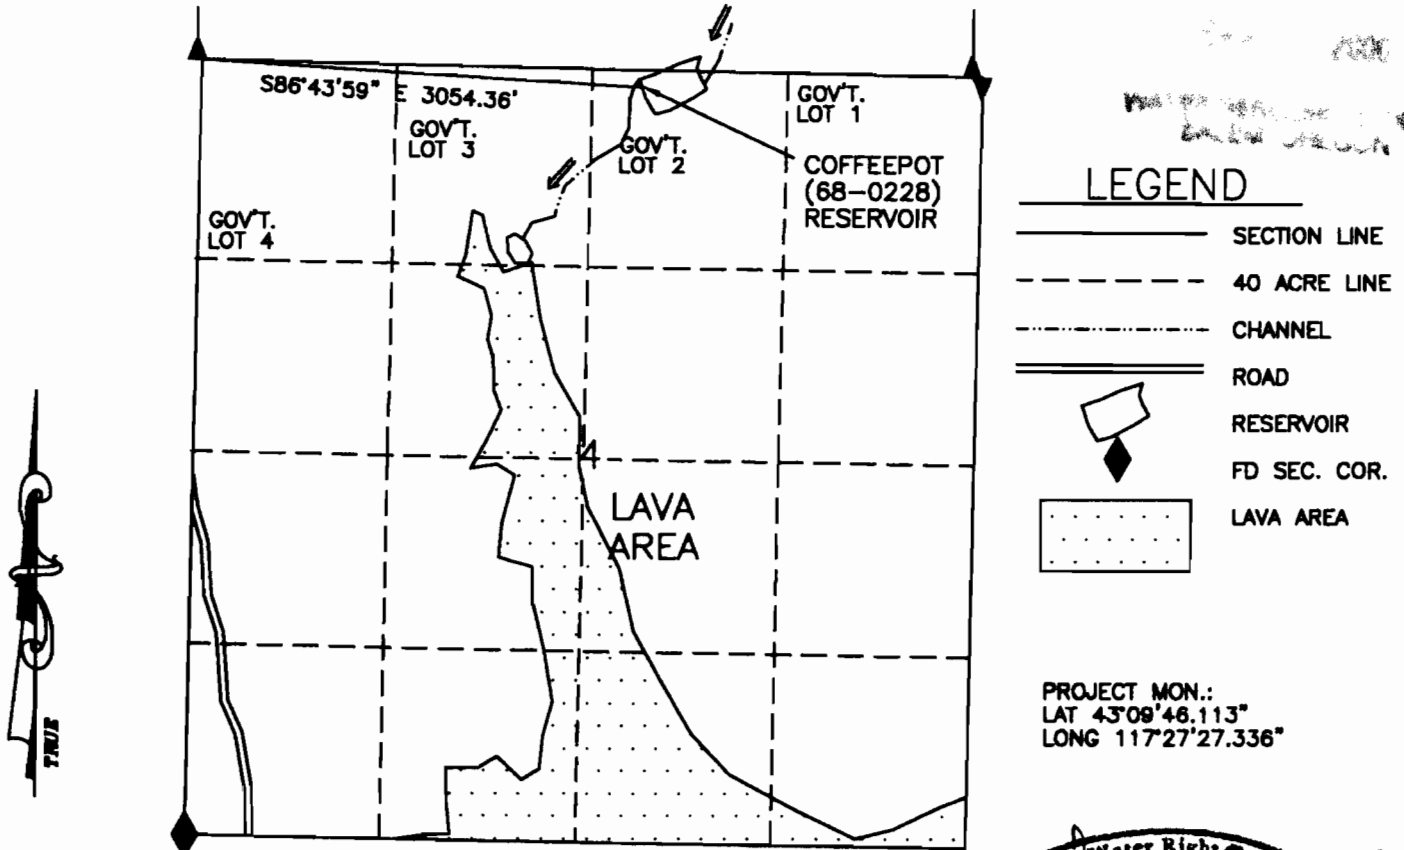 S86°43'59" E 3054.36'
GOV'T.
LOT 1
GOV'T.
LOT 3
GOV'T.
LOT 2
COFFEEPOT
(68-0228)
RESERVOIR
GOV'T.
LOT 4
4
LAVA
AREA
TRUE
LEGEND
SECTION LINE
40 ACRE LINE
CHANNEL
ROAD
RESERVOIR
FD SEC. COR.
LAVA AREA
PROJECT MON.:
LAT 43°09'46.113"
LONG 117°27'27.336"
Water Right